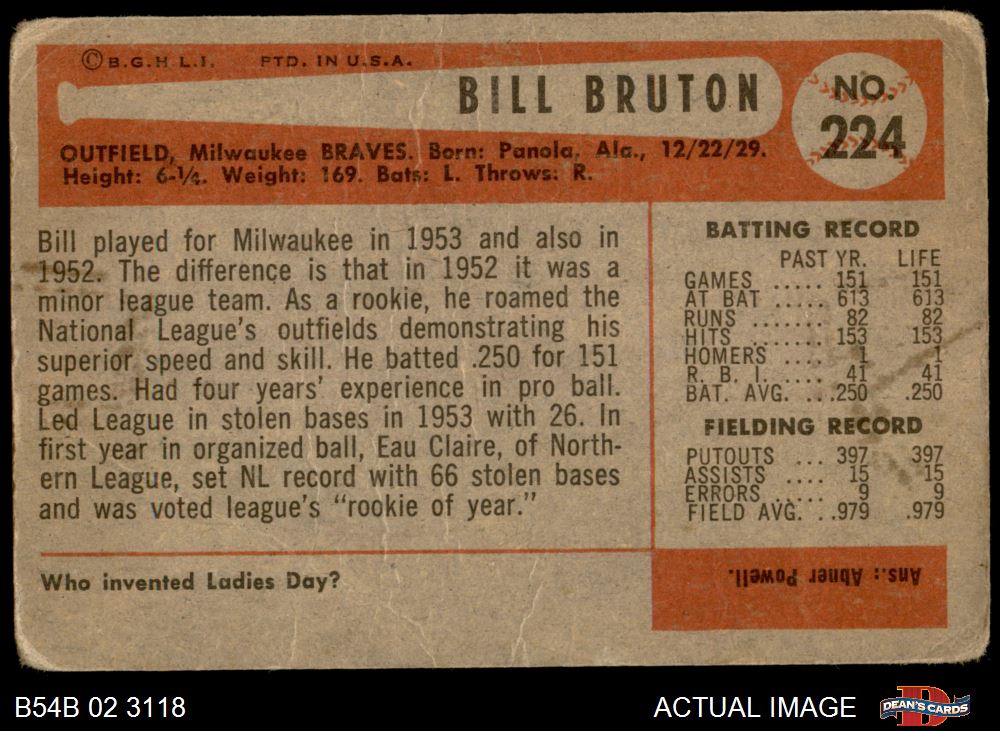 ©B.G.H.L.I. PTD. IN U.S.A.
BILL BRUTON
NO.
224
OUTFIELD, Milwaukee BRAVES. Born: Panola, Ala., 12/22/29.
Height: 6-¼. Weight: 169. Bats: L. Throws: R.
Bill played for Milwaukee in 1953 and also in
1952. The difference is that in 1952 it was a
minor league team. As a rookie, he roamed the
National League's outfields demonstrating his
superior speed and skill. He batted .250 for 151
games. Had four years' experience in pro ball.
Led League in stolen bases in 1953 with 26. In
first year in organized ball, Eau Claire, of North-
ern League, set NL record with 66 stolen bases
and was voted league's "rookie of year."
BATTING RECORD
PAST YR. LIFE
GAMES ..... 151 151
AT BAT ..... 613 613
RUNS ....... 82 82
HITS ........ 153 153
HOMERS .... 1 1
R. B. I. ..... 41 41
BAT. AVG. ...250 .250
FIELDING RECORD
PUTOUTS ... 397 397
ASSISTS .... 15 15
ERRORS .... 9 9
FIELD AVG. ..979 .979
Who invented Ladies Day?
Ans.: Abner Powell.
B54B 02 3118
ACTUAL IMAGE
D
DEAN'S CARDS